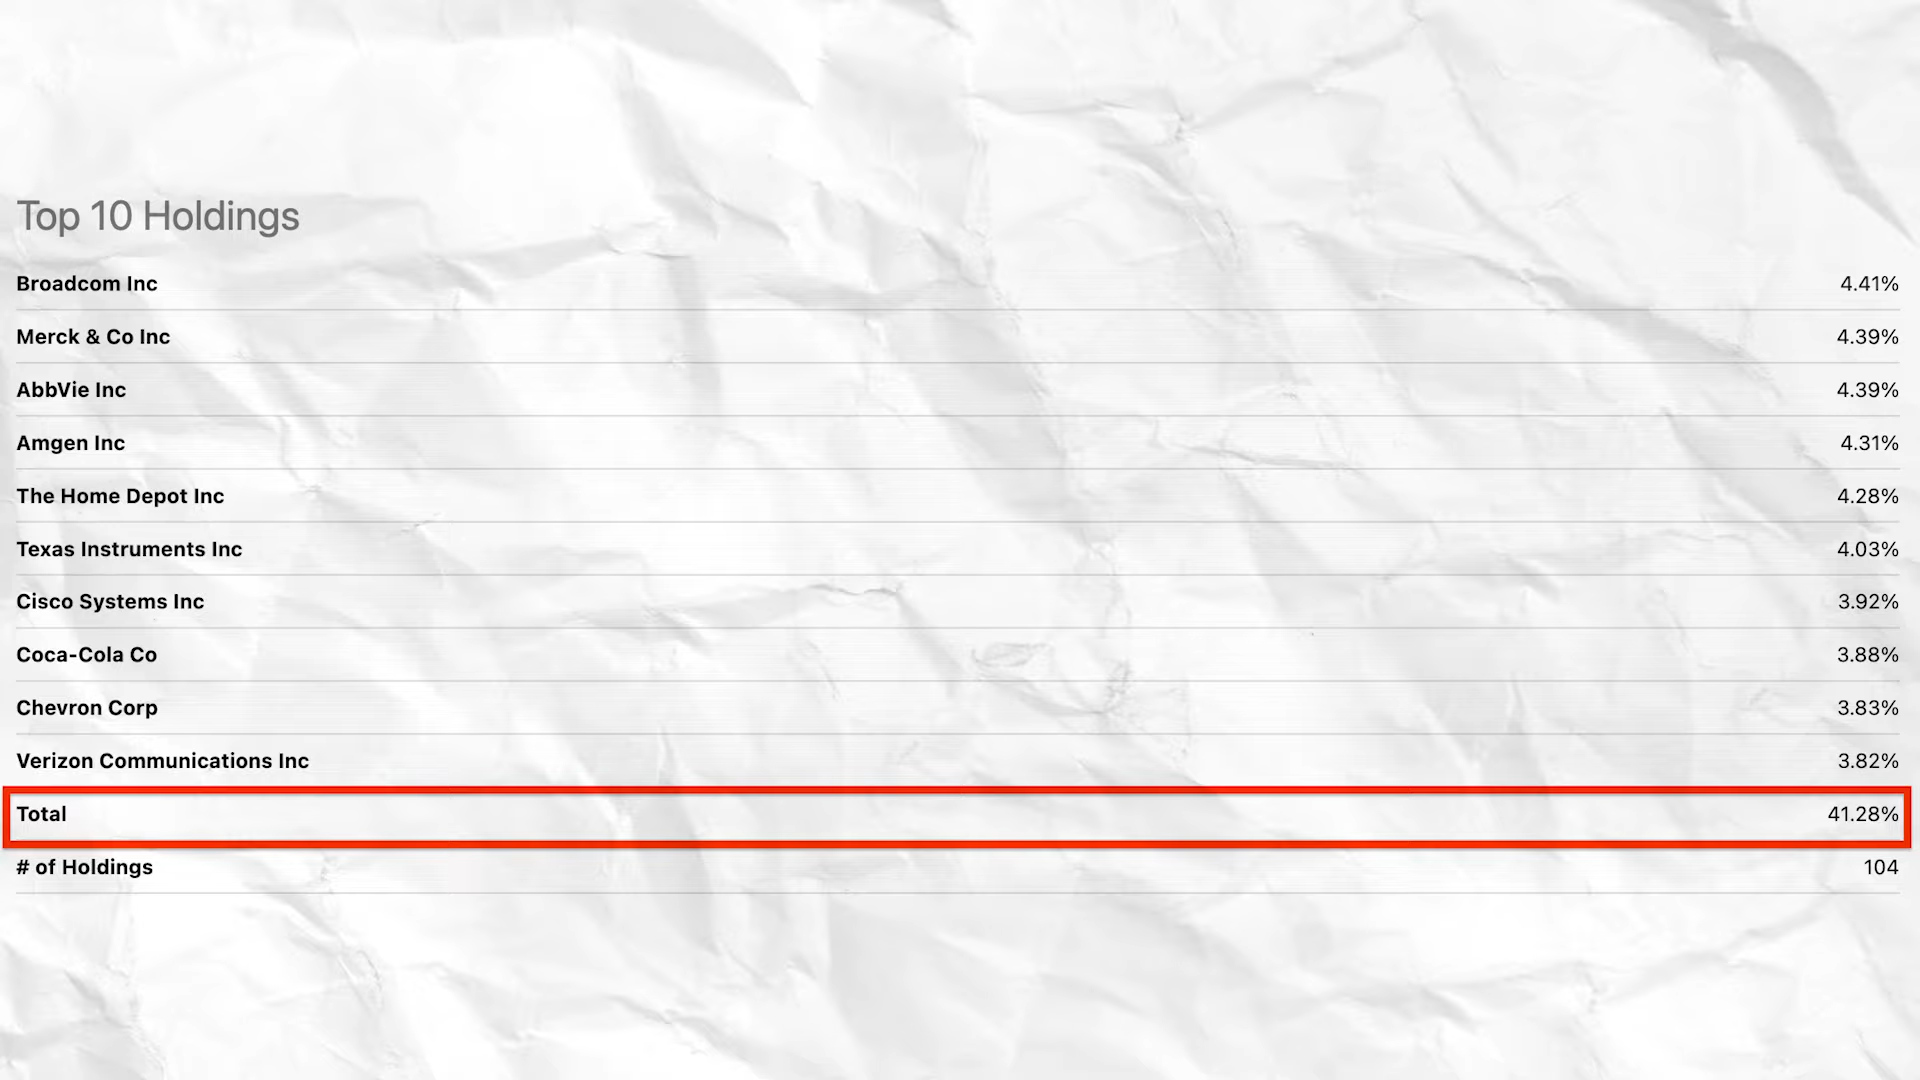 Top 10 Holdings
Broadcom Inc 4.41%
Merck & Co Inc 4.39%
AbbVie Inc 4.39%
Amgen Inc 4.31%
The Home Depot Inc 4.28%
Texas Instruments Inc 4.03%
Cisco Systems Inc 3.92%
Coca-Cola Co 3.88%
Chevron Corp 3.83%
Verizon Communications Inc 3.82%
Total 41.28%
# of Holdings 104